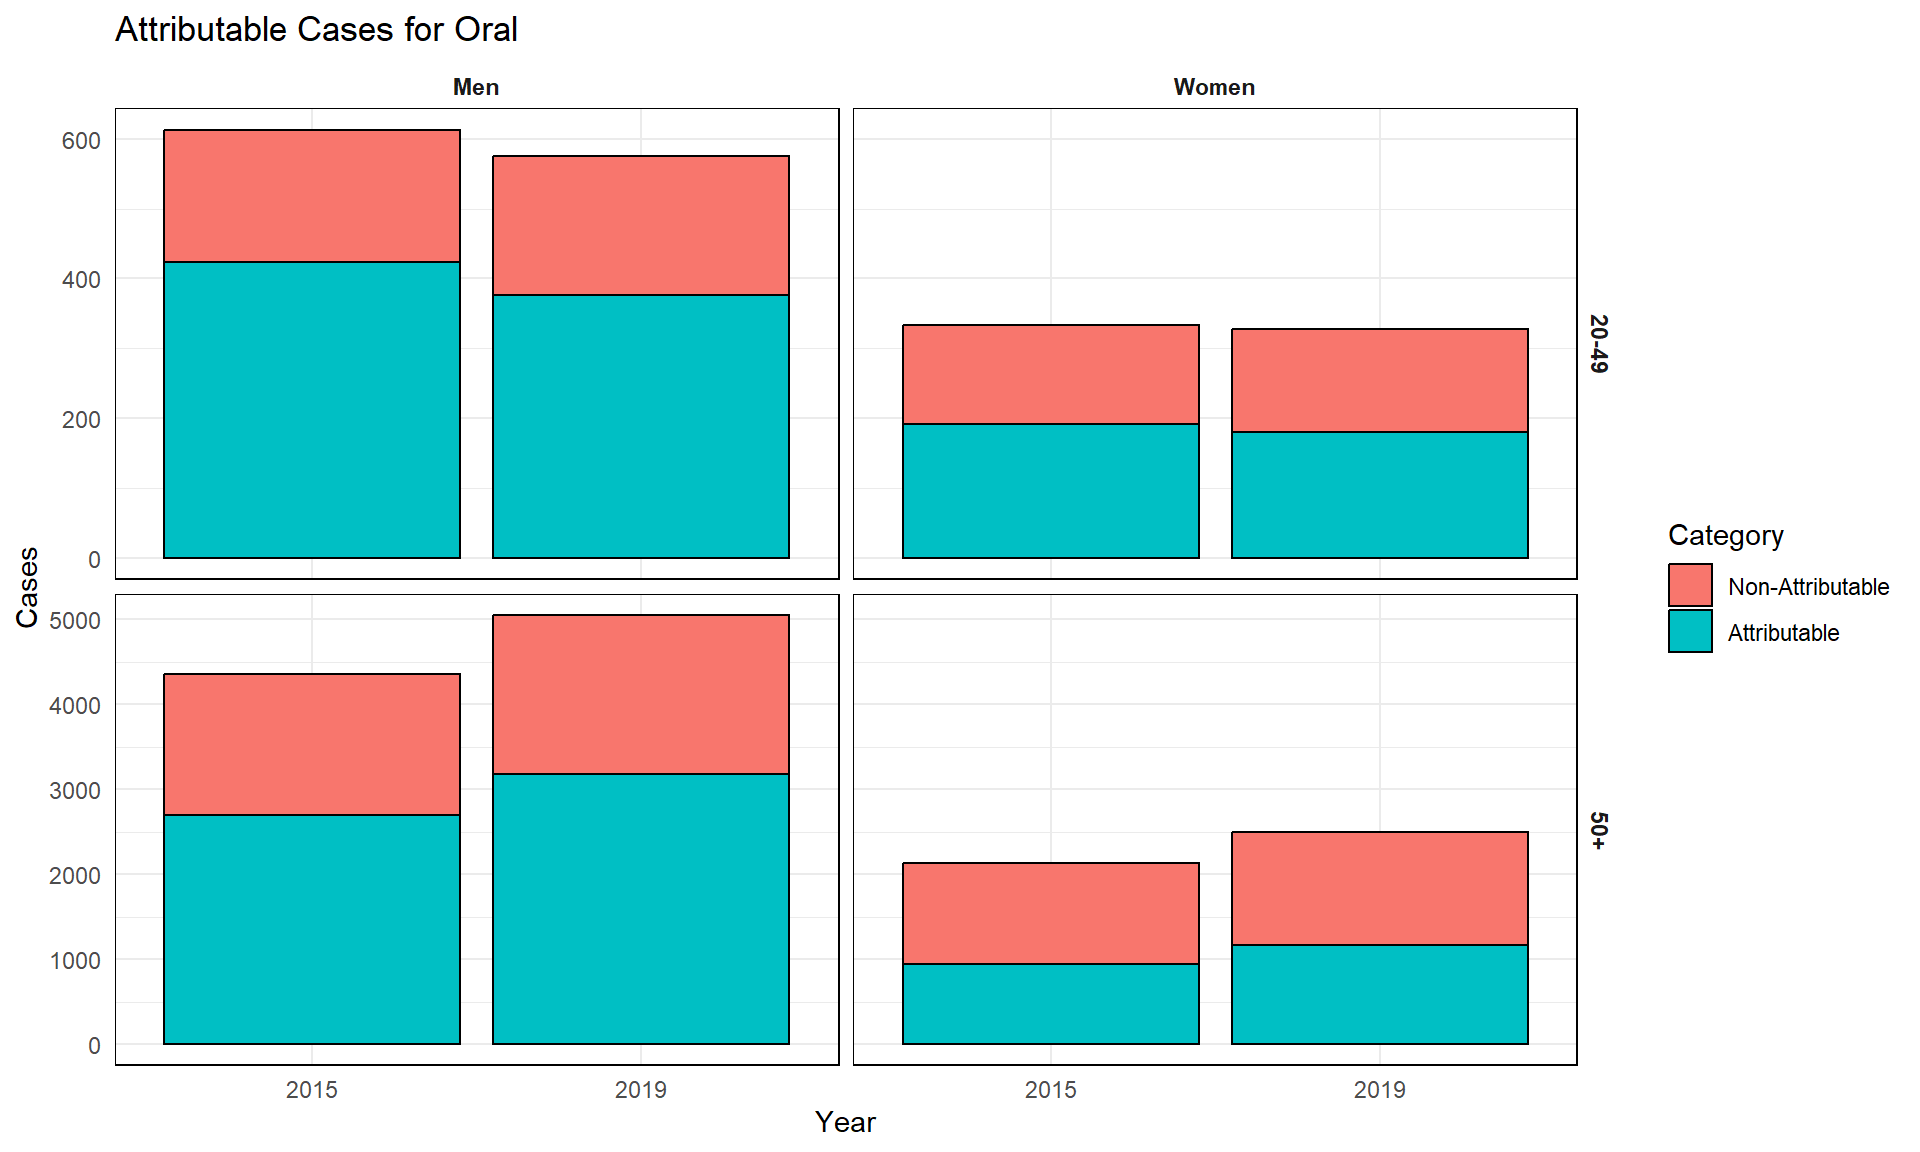 Attributable Cases for Oral
Men
Women
600
400
200
0
20-49
Cases
5000
4000
3000
2000
1000
0
50+
2015
2019
2015
2019
Year
Category
Non-Attributable
Attributable